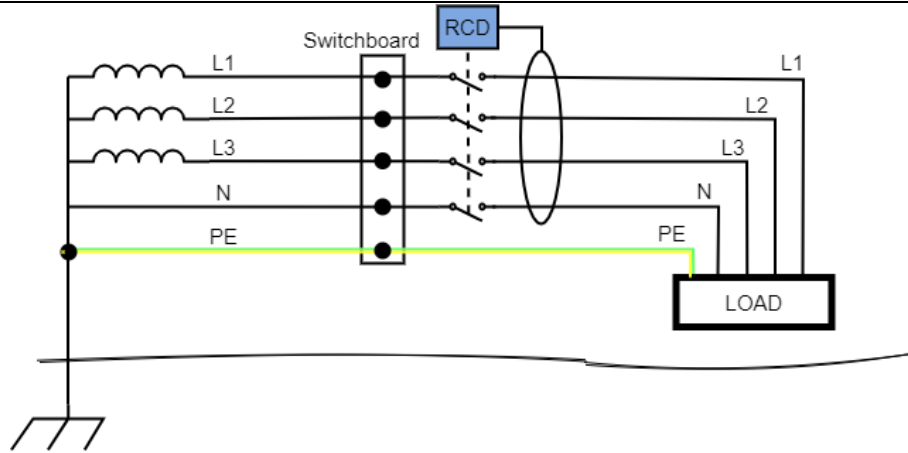 RCD
Switchboard
L1
L1
L2
L2
L3
L3
N
N
PE
PE
LOAD